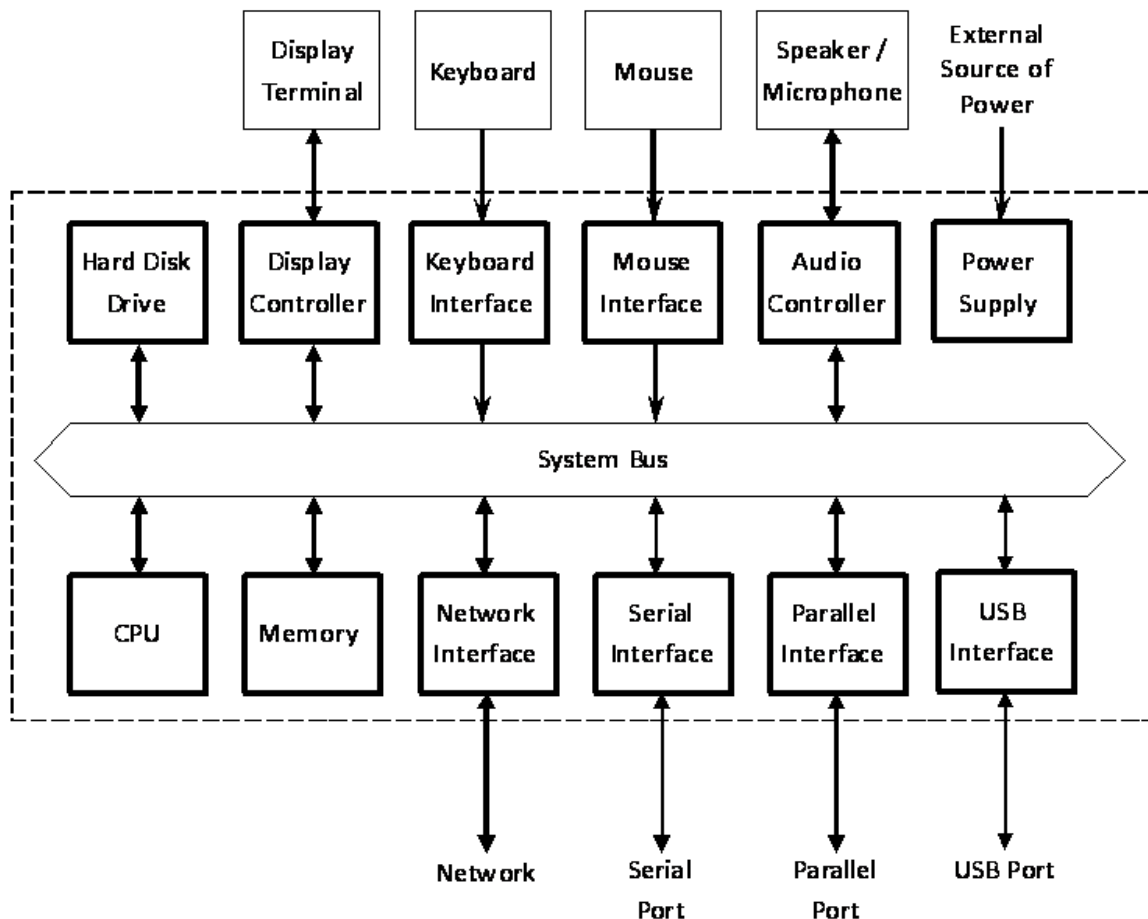 Display
Terminal
Keyboard
Mouse
Speaker /
Microphone
External
Source of
Power
Hard Disk
Drive
Display
Controller
Keyboard
Interface
Mouse
Interface
Audio
Controller
Power
Supply
System Bus
CPU
Memory
Network
Interface
Serial
Interface
Parallel
Interface
USB
Interface
Network
Serial
Port
Parallel
Port
USB Port